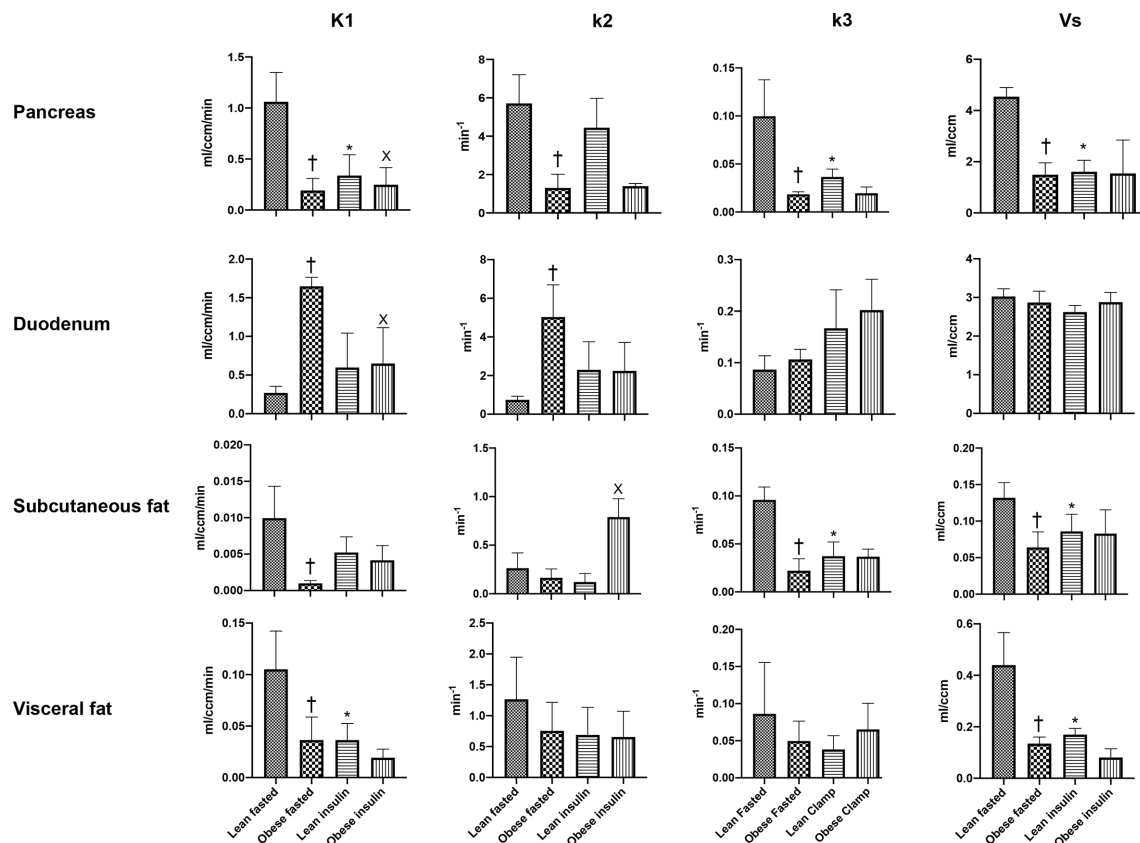 K1 k2 k3 Vs
Pancreas
ml/ccm/min
1.5
1.0
0.5
0.0
† * X
min-1
8
6
4
2
0
†
0.15
0.10
0.05
0.00
† *
ml/ccm
6
4
2
0
† *
Duodenum
ml/ccm/min
2.0
1.5
1.0
0.5
0.0
† X
min-1
8
6
4
2
0
†
min-1
0.3
0.2
0.1
0.0
ml/ccm
4
3
2
1
0
Subcutaneous fat
ml/ccm/min
0.020
0.015
0.010
0.005
0.000
†
min-1
1.5
1.0
0.5
0.0
X
min-1
0.15
0.10
0.05
0.00
† *
ml/ccm
0.20
0.15
0.10
0.05
0.00
† *
Visceral fat
ml/ccm/min
0.15
0.10
0.05
0.00
† *
min-1
2.5
2.0
1.5
1.0
0.5
0.0
min-1
0.20
0.15
0.10
0.05
0.00
ml/ccm
0.6
0.4
0.2
0.0
† *
Lean fasted
Obese fasted
Lean insulin
Obese insulin
Lean fasted
Obese fasted
Lean insulin
Obese insulin
Lean Fasted
Obese Fasted
Lean Clamp
Obese Clamp
Lean fasted
Obese fasted
Lean insulin
Obese insulin